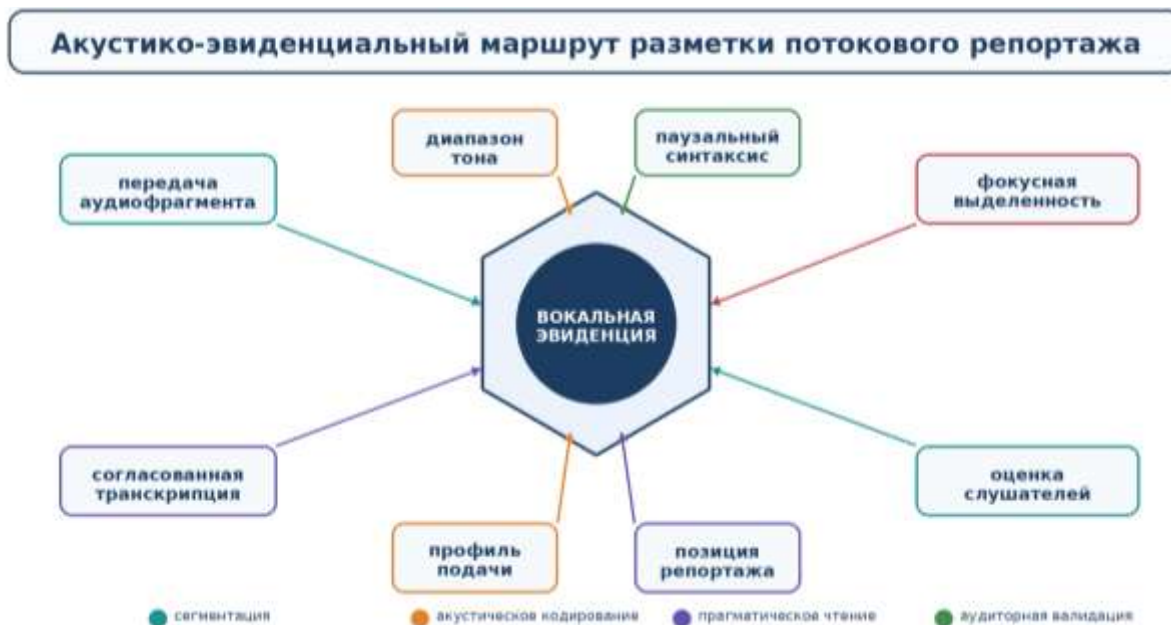 Акустико-эвиденциальный маршрут разметки потокового репортажа
диапазон
тона
паузальный
синтаксис
передача
аудиофрагмента
фокусная
выделенность
ВОКАЛЬНАЯ
ЭВИДЕНЦИЯ
согласованная
транскрипция
оценка
слушателей
профиль
подачи
позиция
репортажа
сегментация
акустическое кодирование
прагматическое чтение
аудиторная валидация